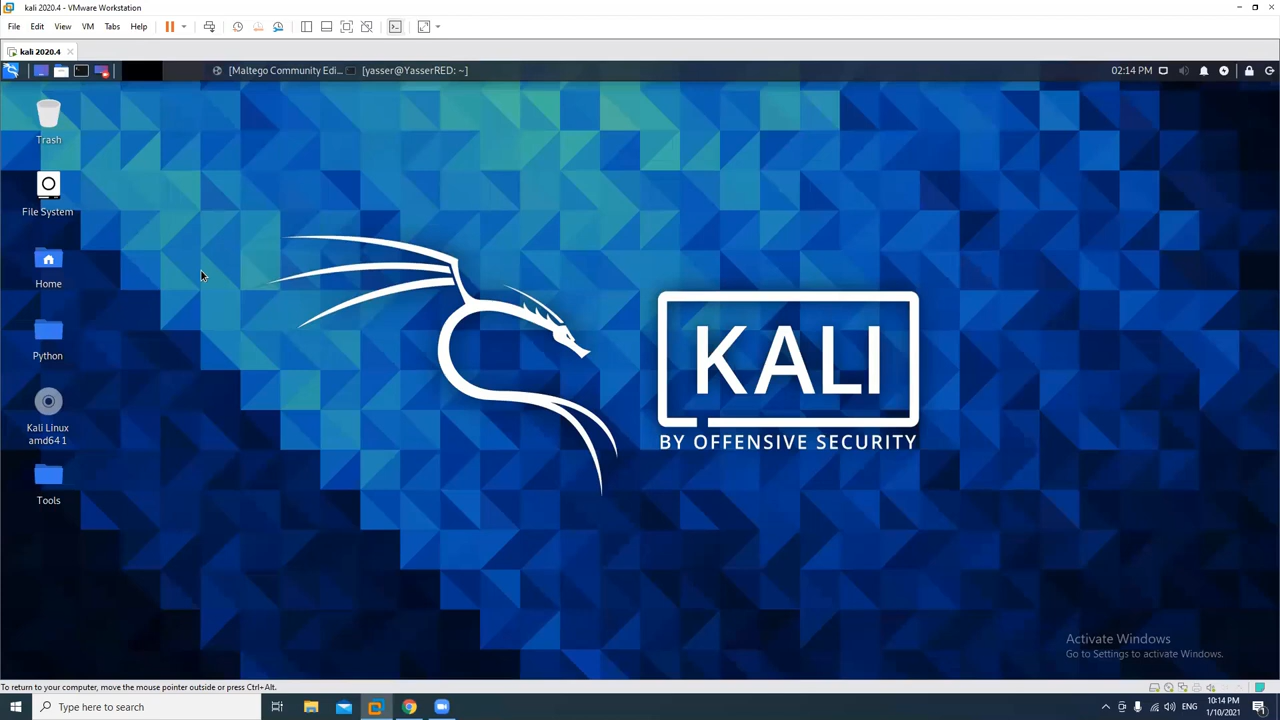 kali 2020.4 - VMware Workstation
File Edit View VM Tabs Help
kali 2020.4
[Maltego Community Edi... [yasser@YasserRED: ~] 02:14 PM
Trash
File System
Home
Python
Kali Linux
amd64 1
Tools
KALI
BY OFFENSIVE SECURITY
Activate Windows
Go to Settings to activate Windows.
To return to your computer, move the mouse pointer outside or press Ctrl+Alt.
Type here to search
ENG
10:14 PM
1/10/2021
1